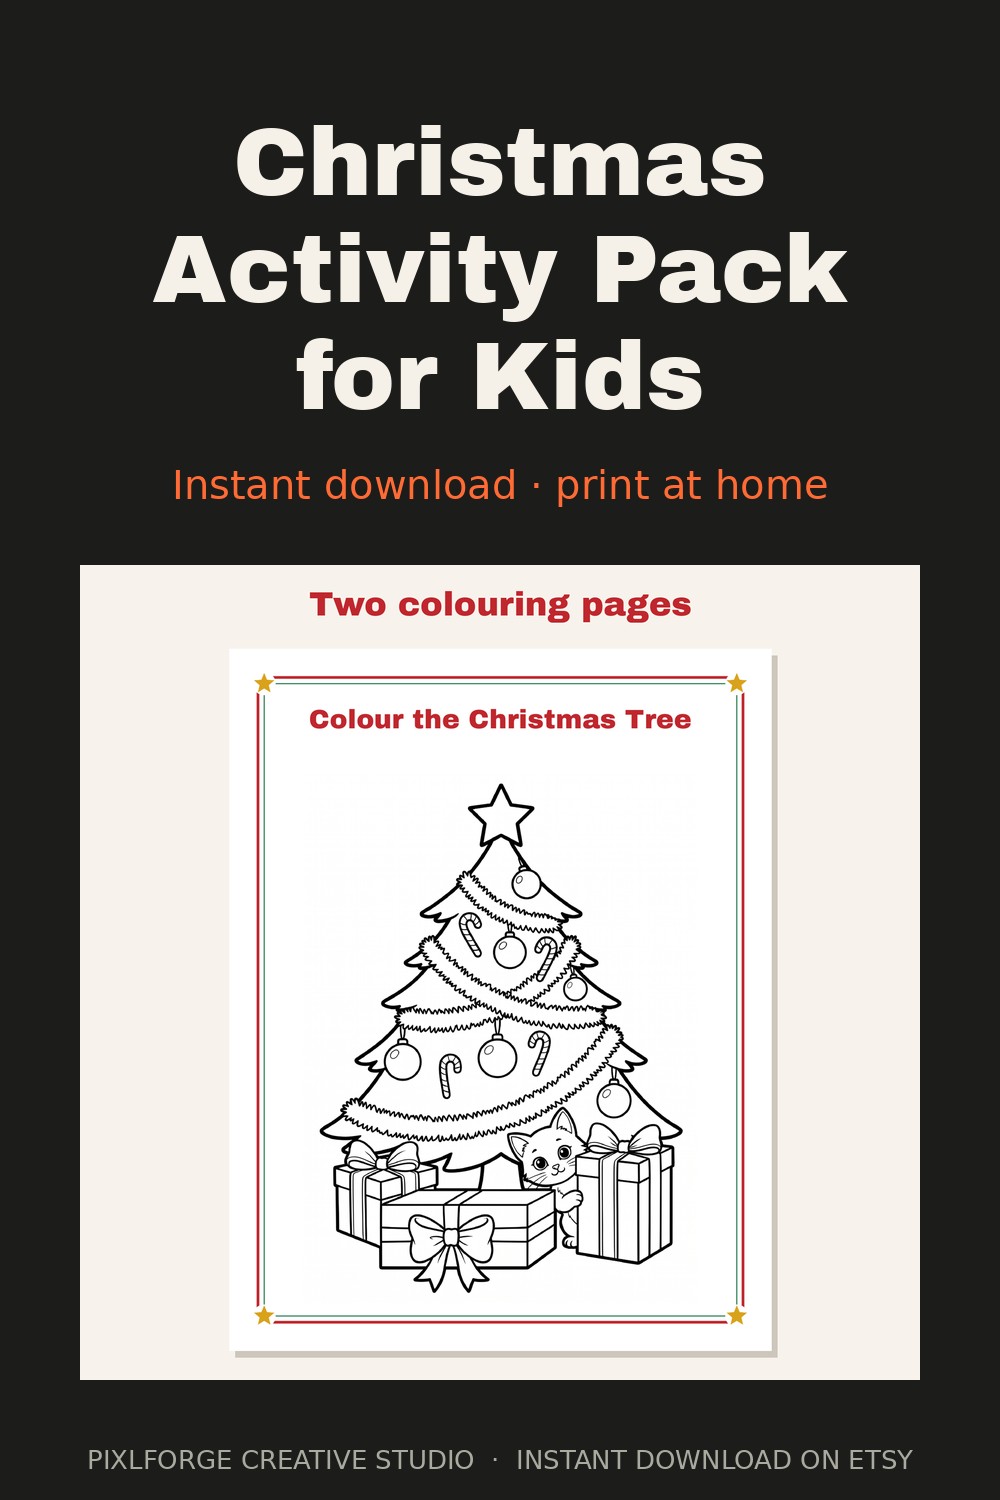 Christmas
Activity Pack
for Kids
Instant download · print at home
Two colouring pages
Colour the Christmas Tree
PIXLFORGE CREATIVE STUDIO · INSTANT DOWNLOAD ON ETSY